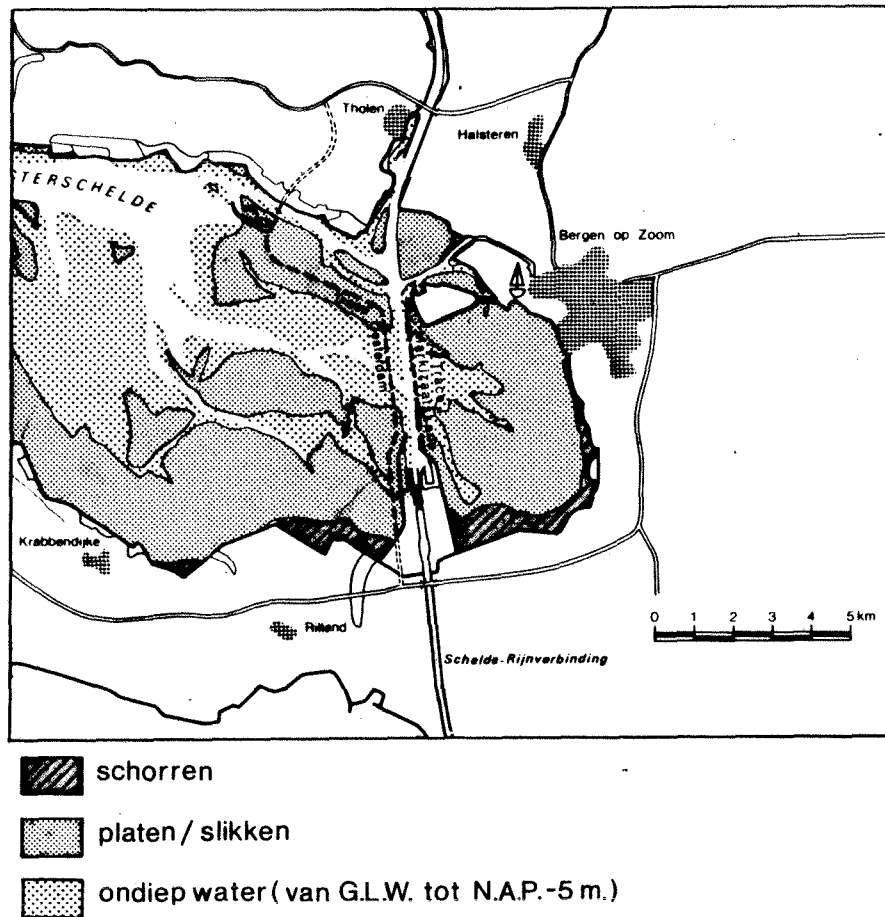 Tholen
Halsteren
STERSCHELDE
Bergen op Zoom
Krabbendijke
Rilland
0 1 2 3 4 5 km
Schelde-Rijnverbinding
schorren
platen / slikken
ondiep water (van G.L.W. tot N.A.P.-5 m.)